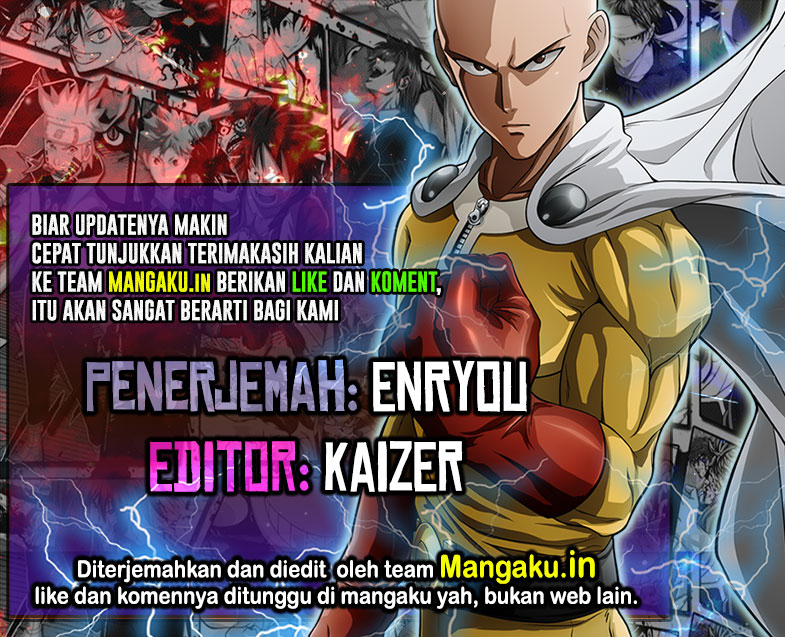 BIAR UPDATENYA MAKIN
CEPAT TUNJUKKAN TERIMAKASIH KALIAN
KE TEAM MANGAKU.in BERIKAN LIKE DAN KOMENT,
ITU AKAN SANGAT BERARTI BAGI KAMI
PENERJEMAH: ENRYOU
EDITOR: KAIZER
Diterjemahkan dan diedit oleh team Mangaku.in
like dan komennya ditunggu di mangaku yah, bukan web lain.